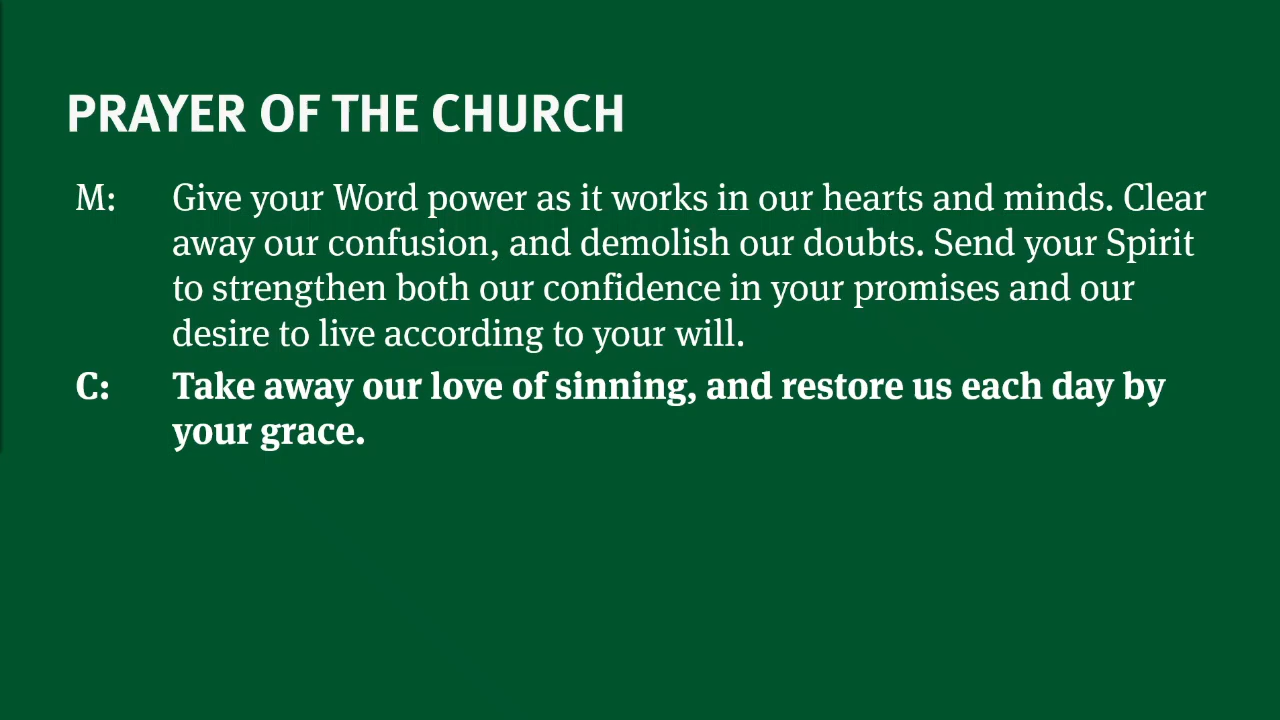 PRAYER OF THE CHURCH
M: Give your Word power as it works in our hearts and minds. Clear
away our confusion, and demolish our doubts. Send your Spirit
to strengthen both our confidence in your promises and our
desire to live according to your will.
C: Take away our love of sinning, and restore us each day by
your grace.